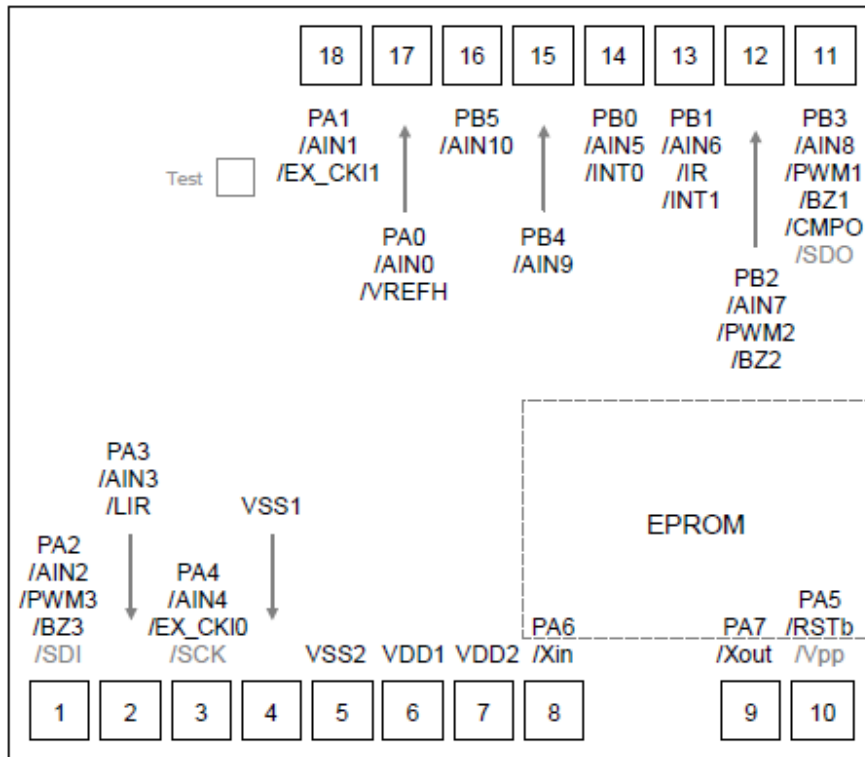 18 17 16 15 14 13 12 11
PA1
/AIN1
/EX_CKI1
PB5
/AIN10
PB0
/AIN5
/INT0
PB1
/AIN6
/IR
/INT1
PB3
/AIN8
/PWM1
/BZ1
/CMPO
/SDO
Test
PA0
/AIN0
/VREFH
PB4
/AIN9
PB2
/AIN7
/PWM2
/BZ2
PA3
/AIN3
/LIR
VSS1
EPROM
PA2
/AIN2
/PWM3
/BZ3
/SDI
PA4
/AIN4
/EX_CKI0
/SCK
VSS2
VDD1
VDD2
PA6
/Xin
PA7
/Xout
PA5
/RSTb
/Vpp
1 2 3 4 5 6 7 8 9 10